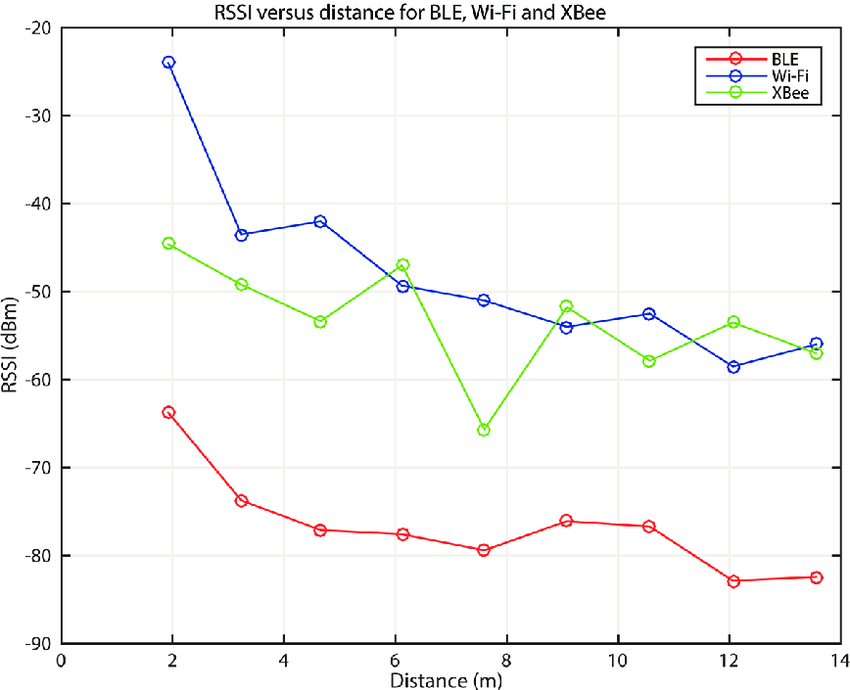 RSSI versus distance for BLE, Wi-Fi and XBee
BLE
Wi-Fi
XBee
RSSI (dBm)
-20
-30
-40
-50
-60
-70
-80
-90
0 2 4 6 8 10 12 14
Distance (m)